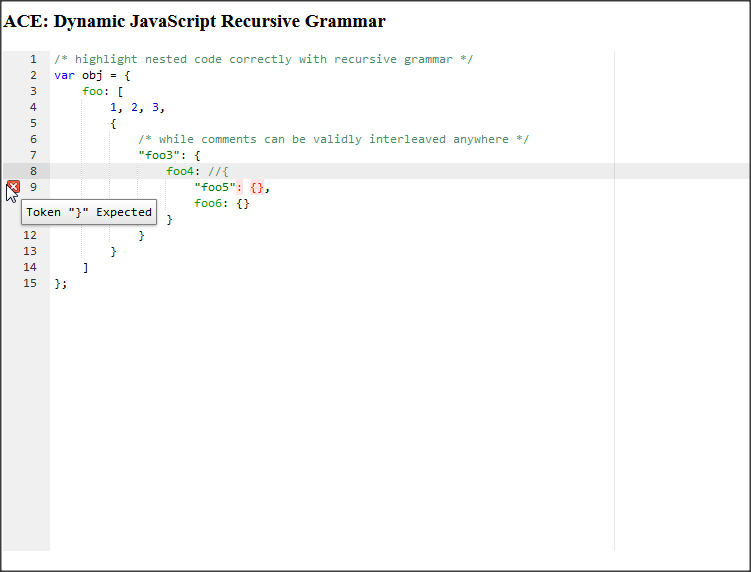 ACE: Dynamic JavaScript Recursive Grammar
1 /* highlight nested code correctly with recursive grammar */
2 var obj = {
3 foo: [
4 1, 2, 3,
5 {
6 /* while comments can be validly interleaved anywhere */
7 "foo3": {
8 foo4: //{
9 "foo5": {},
foo6: {}
Token "}" Expected }
12 }
13 }
14 ]
15 };